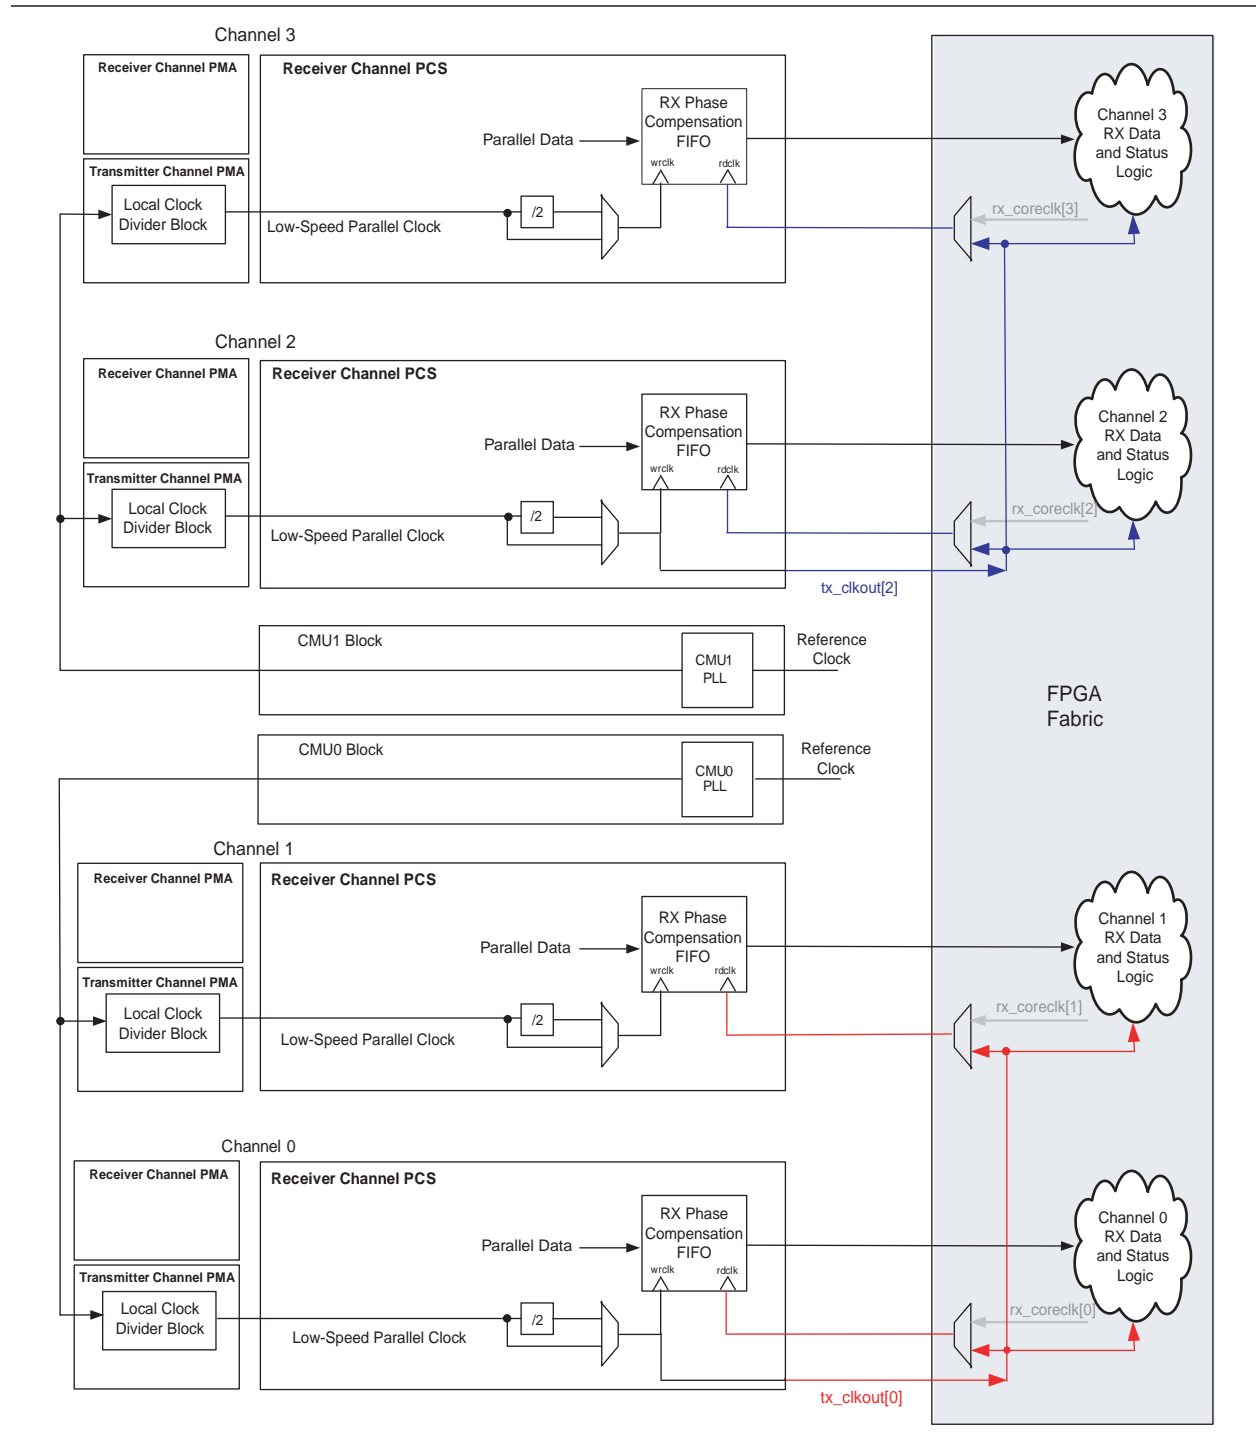 Channel 3
Receiver Channel PMA
Receiver Channel PCS
RX Phase
Compensation
FIFO
wrclk
rdclk
Parallel Data
Transmitter Channel PMA
Local Clock
Divider Block
Low-Speed Parallel Clock
/2
rx_coreclk[3]
Channel 3
RX Data
and Status
Logic
Channel 2
Receiver Channel PMA
Receiver Channel PCS
RX Phase
Compensation
FIFO
wrclk
rdclk
Parallel Data
Transmitter Channel PMA
Local Clock
Divider Block
Low-Speed Parallel Clock
/2
rx_coreclk[2]
Channel 2
RX Data
and Status
Logic
tx_clkout[2]
CMU1 Block
CMU1
PLL
Reference
Clock
FPGA
Fabric
CMU0 Block
CMU0
PLL
Reference
Clock
Channel 1
Receiver Channel PMA
Receiver Channel PCS
RX Phase
Compensation
FIFO
wrclk
rdclk
Parallel Data
Transmitter Channel PMA
Local Clock
Divider Block
Low-Speed Parallel Clock
/2
rx_coreclk[1]
Channel 1
RX Data
and Status
Logic
Channel 0
Receiver Channel PMA
Receiver Channel PCS
RX Phase
Compensation
FIFO
wrclk
rdclk
Parallel Data
Transmitter Channel PMA
Local Clock
Divider Block
Low-Speed Parallel Clock
/2
rx_coreclk[0]
Channel 0
RX Data
and Status
Logic
tx_clkout[0]